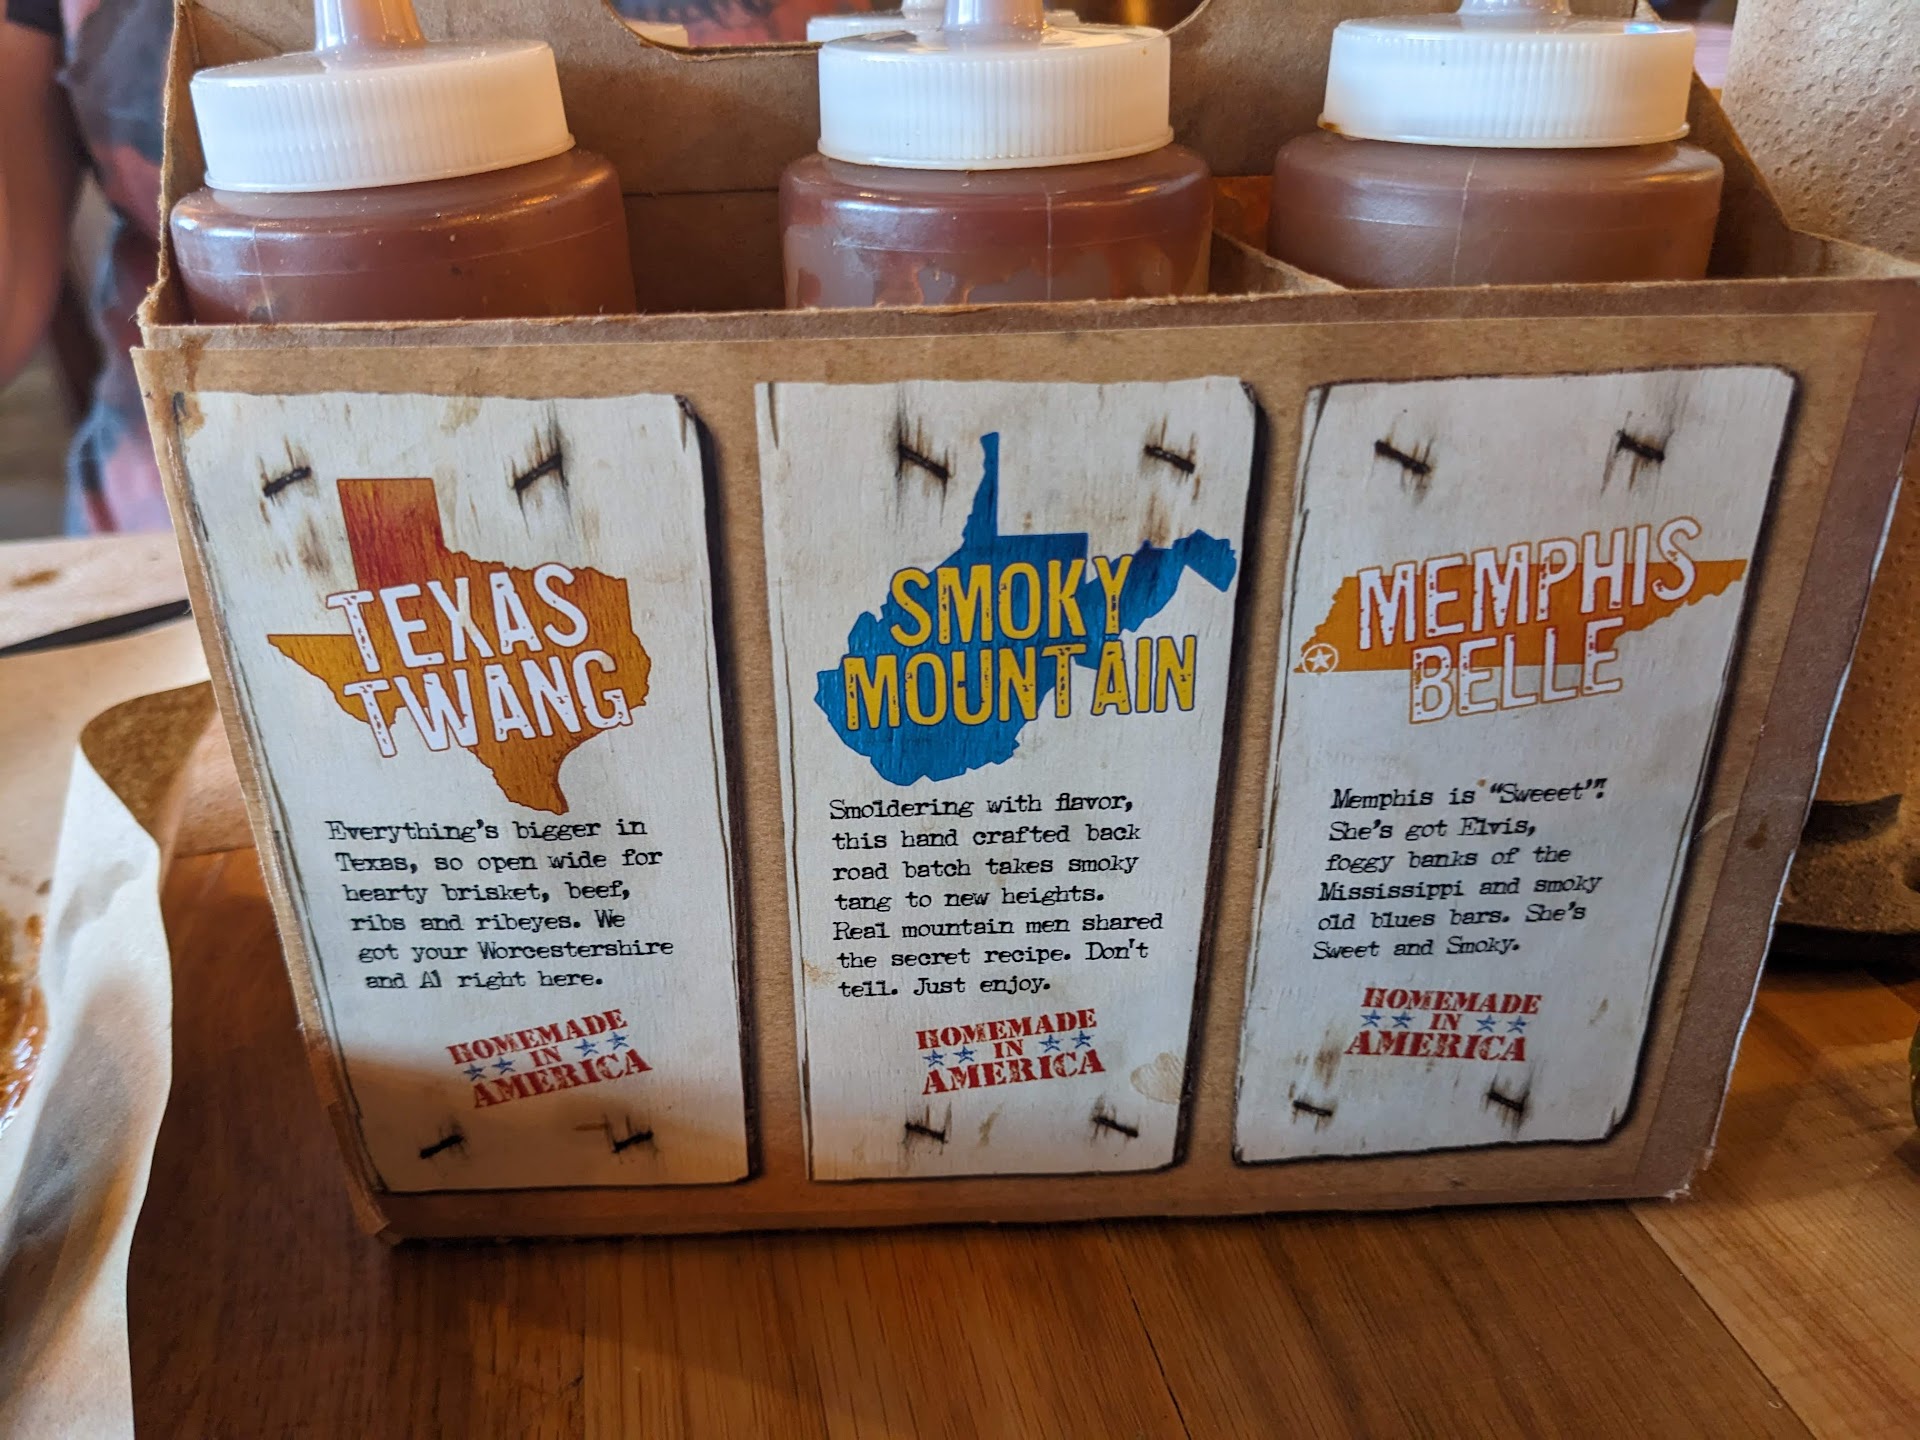 TEXAS
TWANG
Everything's bigger in
Texas, so open wide for
hearty brisket, beef,
ribs and ribeyes. We
got your Worcestershire
and A1 right here.
HOMEMADE
IN
AMERICA
SMOKY
MOUNTAIN
Smoldering with flavor,
this hand crafted back
road batch takes smoky
tang to new heights.
Real mountain men shared
the secret recipe. Don't
tell. Just enjoy.
HOMEMADE
IN
AMERICA
MEMPHIS
BELLE
Memphis is "Sweeet"!
She's got Elvis,
foggy banks of the
Mississippi and smoky
old blues bars. She's
Sweet and Smoky.
HOMEMADE
IN
AMERICA